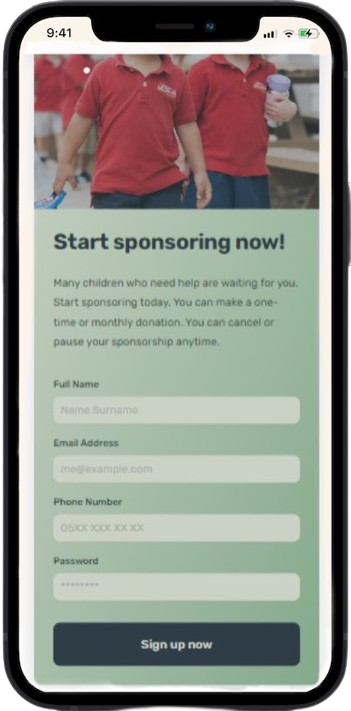 9:41
Start sponsoring now!
Many children who need help are waiting for you.
Start sponsoring today. You can make a one-
time or monthly donation. You can cancel or
pause your sponsorship anytime.
Full Name
Name Surname
Email Address
me@example.com
Phone Number
05XX XXX XX XX
Password
********
Sign up now